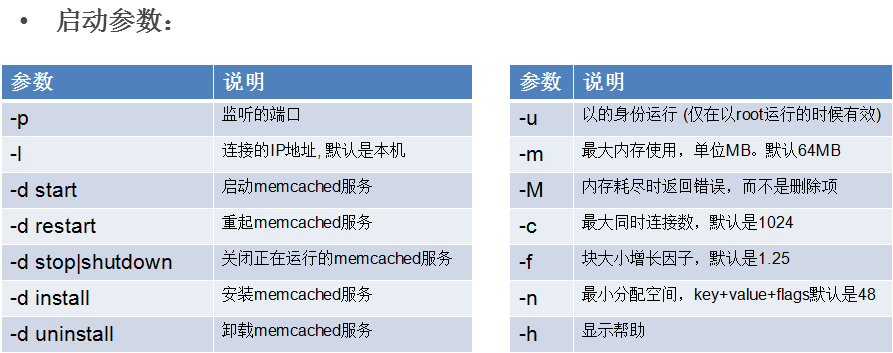 • 启动参数：
参数 说明
-p 监听的端口
-l 连接的IP地址, 默认是本机
-d start 启动memcached服务
-d restart 重起memcached服务
-d stop|shutdown 关闭正在运行的memcached服务
-d install 安装memcached服务
-d uninstall 卸载memcached服务
参数 说明
-u 以的身份运行 (仅在以root运行的时候有效)
-m 最大内存使用，单位MB。默认64MB
-M 内存耗尽时返回错误，而不是删除项
-c 最大同时连接数，默认是1024
-f 块大小增长因子，默认是1.25
-n 最小分配空间，key+value+flags默认是48
-h 显示帮助